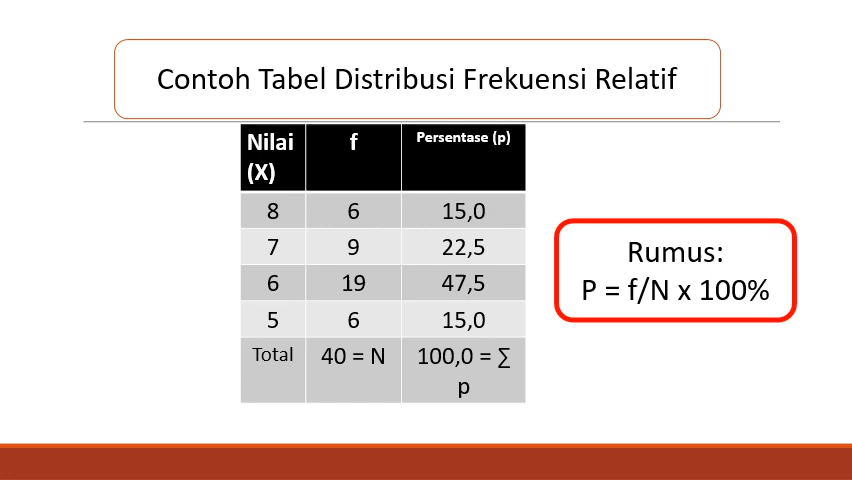 Contoh Tabel Distribusi Frekuensi Relatif
Nilai (X) f Persentase (p)
8 6 15,0
7 9 22,5
6 19 47,5
5 6 15,0
Total 40 = N 100,0 = ∑ p
Rumus:
P = f/N x 100%